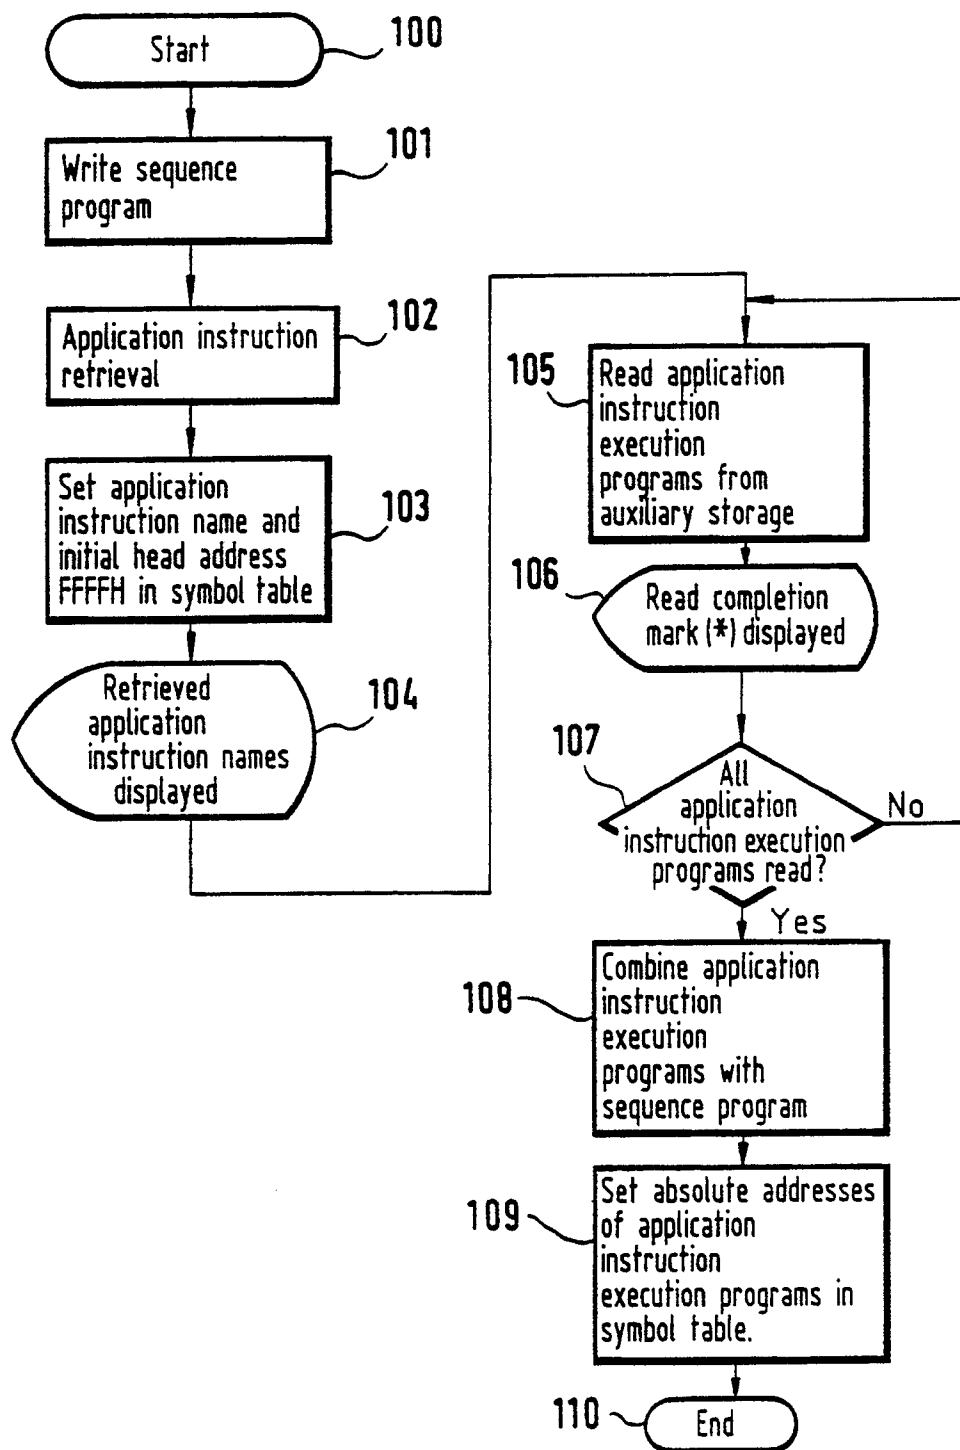 Start
100
Write sequence
program
101
Application instruction
retrieval
102
Set application
instruction name and
initial head address
FFFFH in symbol table
103
Retrieved
application
instruction names
displayed
104
105
Read application
instruction
execution
programs from
auxiliary storage
106
Read completion
mark (*) displayed
107
All
application
instruction execution
programs read?
No
Yes
108
Combine application
instruction
execution
programs with
sequence program
109
Set absolute addresses
of application
instruction
execution programs in
symbol table.
110
End